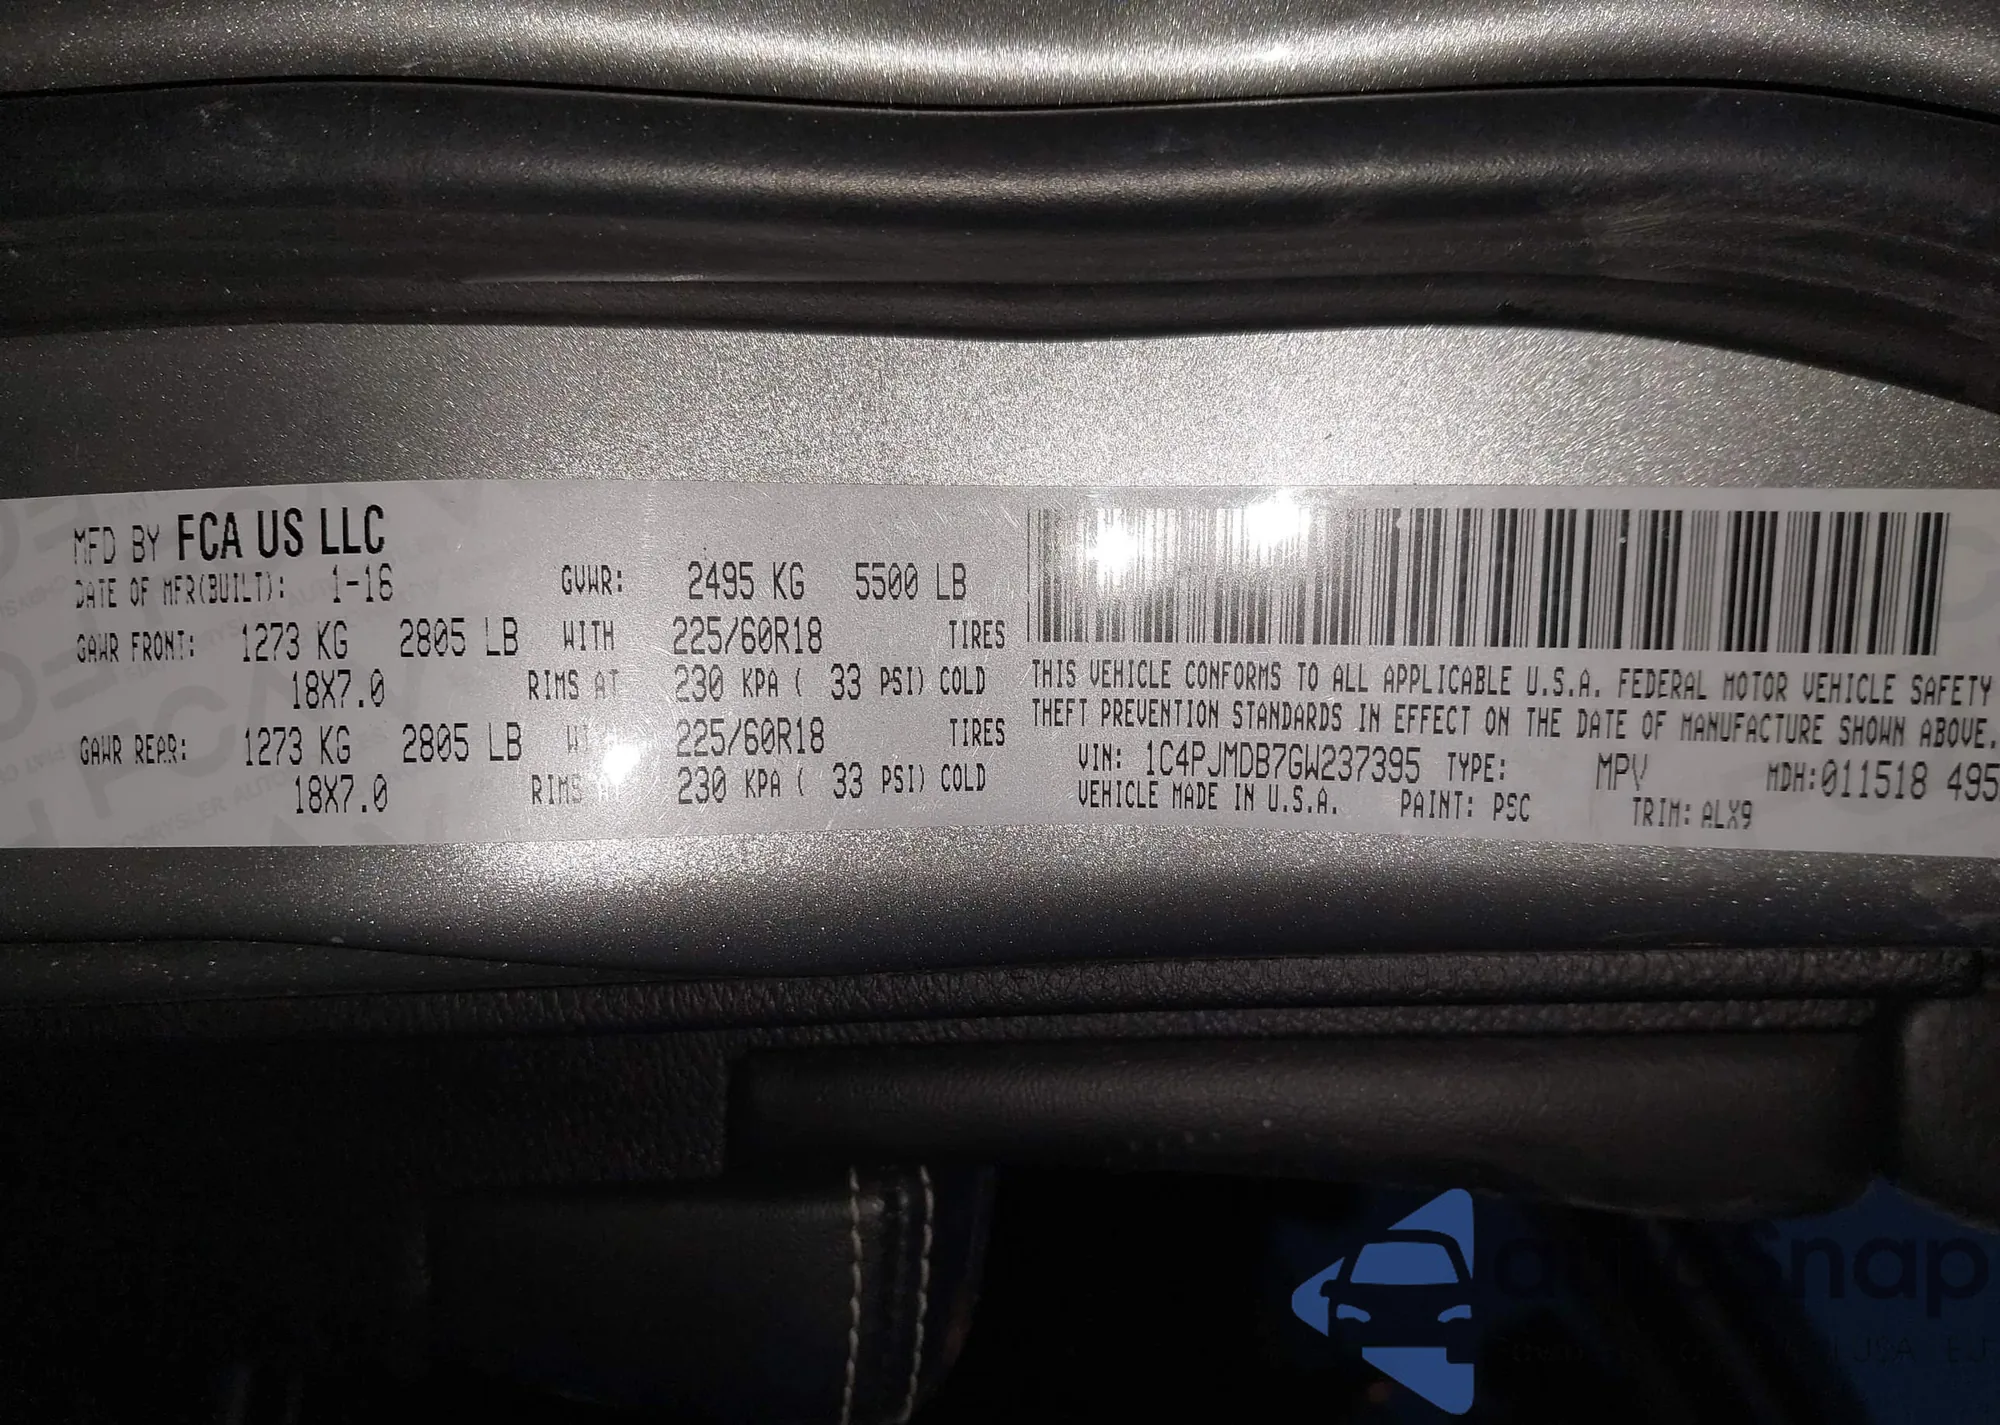 MFD BY FCA US LLC
DATE OF MFR(BUILT): 1-16 GVWR: 2495 KG 5500 LB
GAWR FRONT: 1273 KG 2805 LB WITH 225/60R18 TIRES
18X7.0 RIMS AT 230 KPA ( 33 PSI) COLD
GAWR REAR: 1273 KG 2805 LB 225/60R18 TIRES
18X7.0 RIMS 230 KPA ( 33 PSI) COLD
THIS VEHICLE CONFORMS TO ALL APPLICABLE U.S.A. FEDERAL MOTOR VEHICLE SAFETY
THEFT PREVENTION STANDARDS IN EFFECT ON THE DATE OF MANUFACTURE SHOWN ABOVE.
VIN: 1C4PJMDB7GW237395 TYPE: MPV MDH:011518 495
VEHICLE MADE IN U.S.A. PAINT: PSC TRIM: ALX9
autosnap